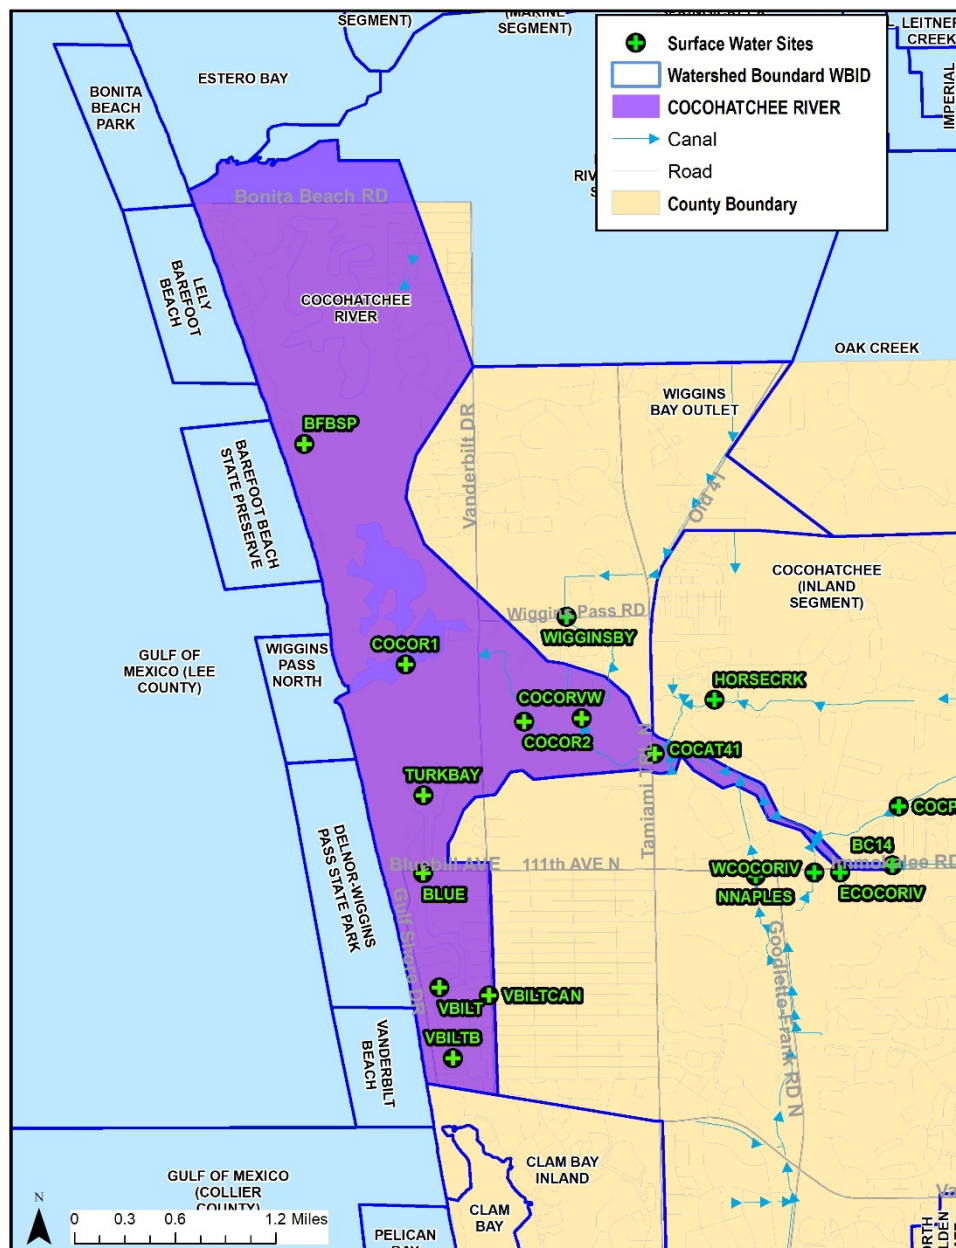 SEGMENT)
(MARINE
SEGMENT)
LEITNER
CREEK
IMPERIAL
ESTERO BAY
BONITA
BEACH
PARK
Surface Water Sites
Watershed Boundard WBID
COCOHATCHEE RIVER
Canal
Road
County Boundary
Bonita Beach RD
LELY
BAREFOOT
BEACH
COCOHATCHEE
RIVER
OAK CREEK
WIGGINS
BAY OUTLET
BFBSP
Vanderbilt DR
Old 41
BAREFOOT BEACH
STATE PRESERVE
COCOHATCHEE
(INLAND
SEGMENT)
Wiggins Pass RD
WIGGINSBY
GULF OF
MEXICO (LEE
COUNTY)
WIGGINS
PASS
NORTH
COCOR1
HORSECRK
COCORVW
COCOR2
COCAT41
Tamiami TRL N
TURKBAY
COCP
DELNOR-WIGGINS
PASS STATE PARK
Bluebill AVE
111th AVE N
BC14
Immokalee RD
WCOCORIV
NNAPLES
ECOCORIV
BLUE
Gulf Shore DR
Goodlette-Frank RD N
VBILT
VBILTCAN
VBILTB
VANDERBILT
BEACH
CLAM BAY
INLAND
GULF OF MEXICO
(COLLIER
COUNTY)
CLAM
BAY
Va
N
0 0.3 0.6 1.2 Miles
PELICAN